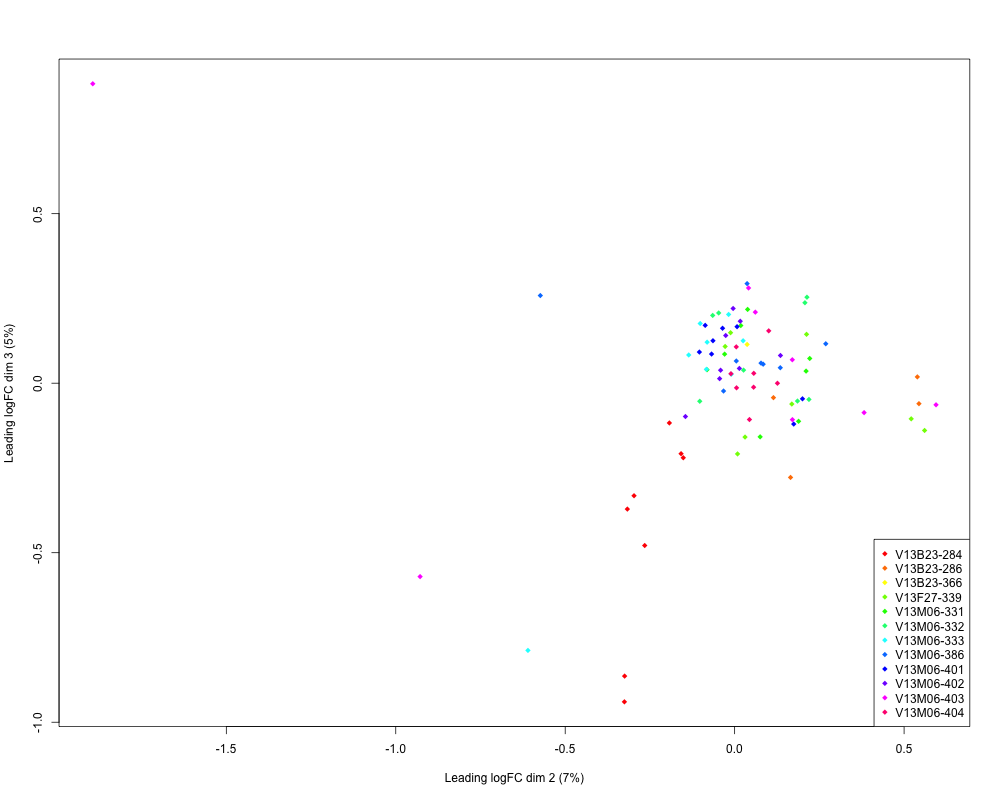 0.5
0.0
-0.5
-1.0
Leading logFC dim 3 (5%)
V13B23-284
V13B23-286
V13B23-366
V13F27-339
V13M06-331
V13M06-332
V13M06-333
V13M06-386
V13M06-401
V13M06-402
V13M06-403
V13M06-404
-1.5 -1.0 -0.5 0.0 0.5
Leading logFC dim 2 (7%)